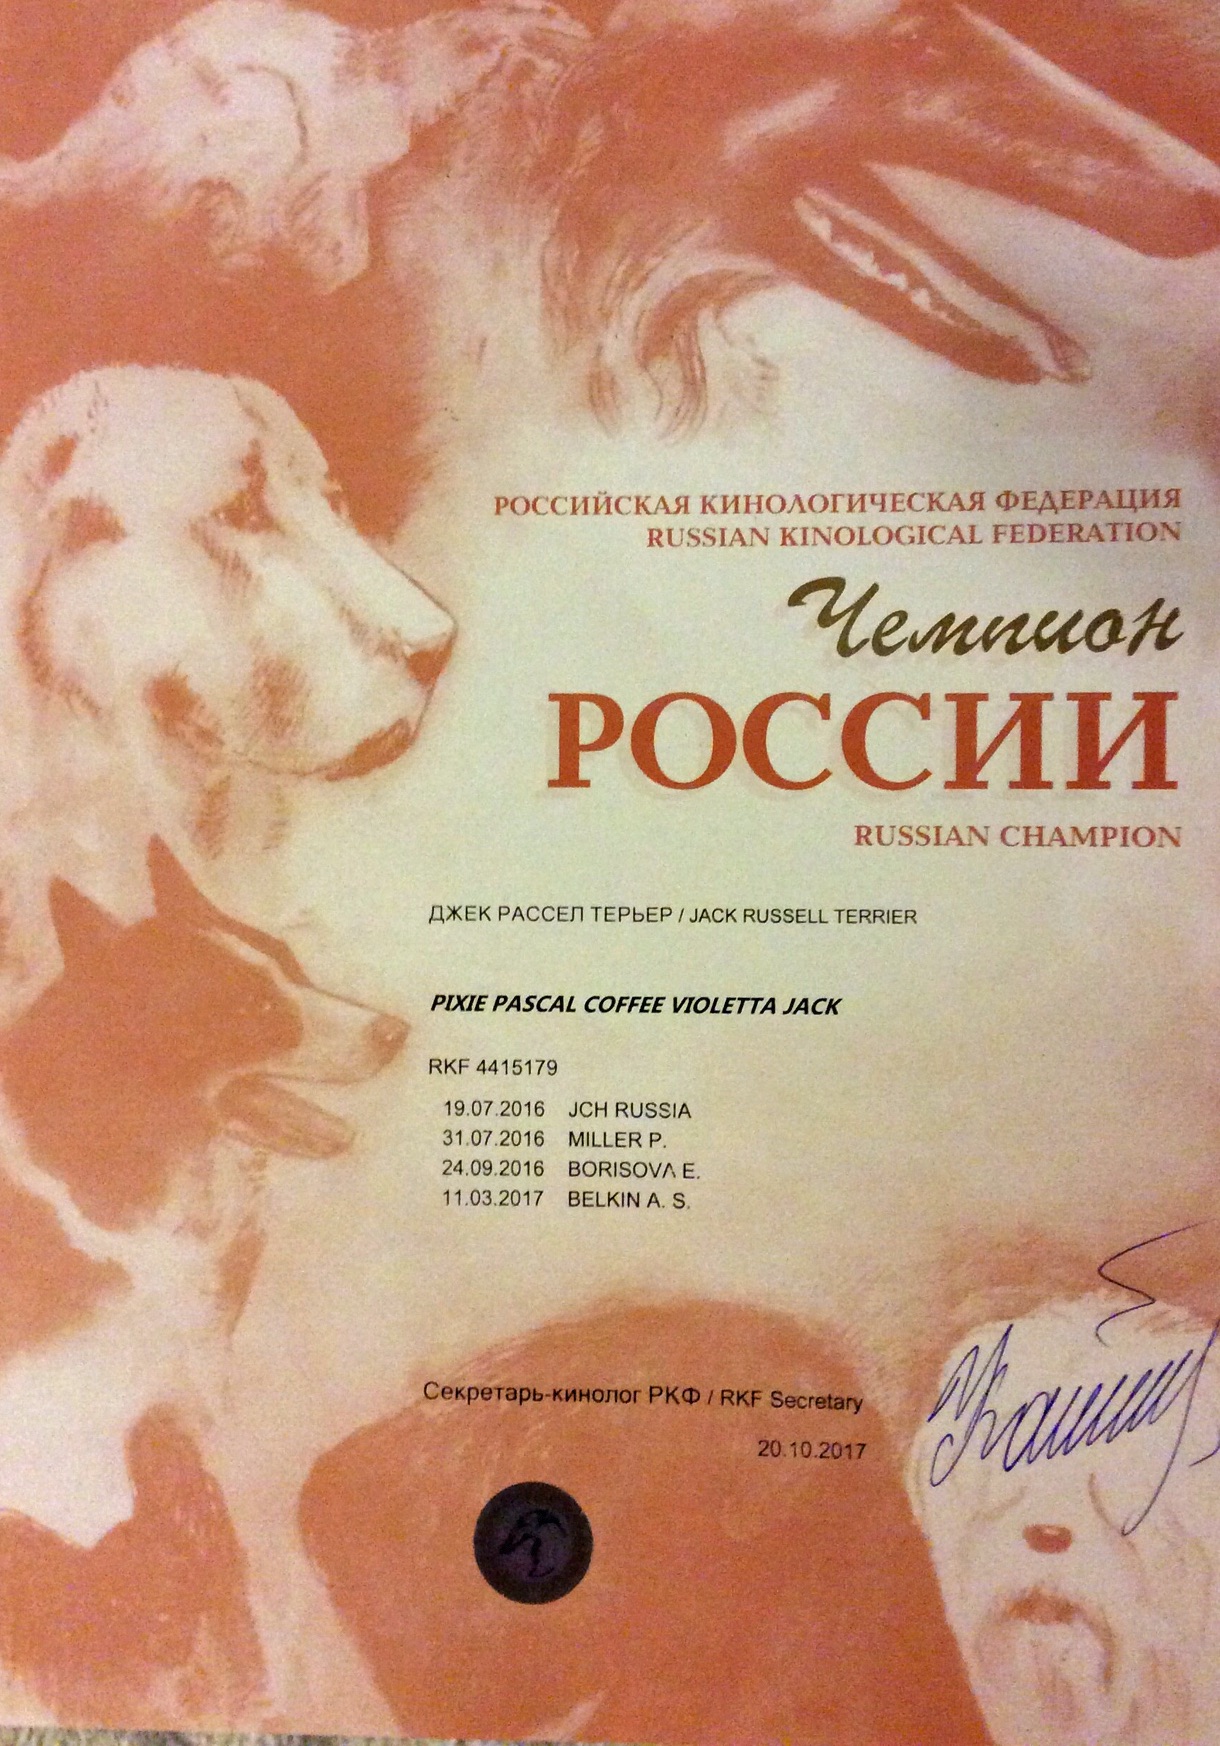 РОССИЙСКАЯ КИНОЛОГИЧЕСКАЯ ФЕДЕРАЦИЯ
RUSSIAN KINOLOGICAL FEDERATION
Чемпион
РОССИИ
RUSSIAN CHAMPION
ДЖЕК РАССЕЛ ТЕРЬЕР / JACK RUSSELL TERRIER
PIXIE PASCAL COFFEE VIOLETTA JACK
RKF 4415179
19.07.2016 JCH RUSSIA
31.07.2016 MILLER P.
24.09.2016 BORISOVA E.
11.03.2017 BELKIN A. S.
Секретарь-кинолог РКФ / RKF Secretary
20.10.2017